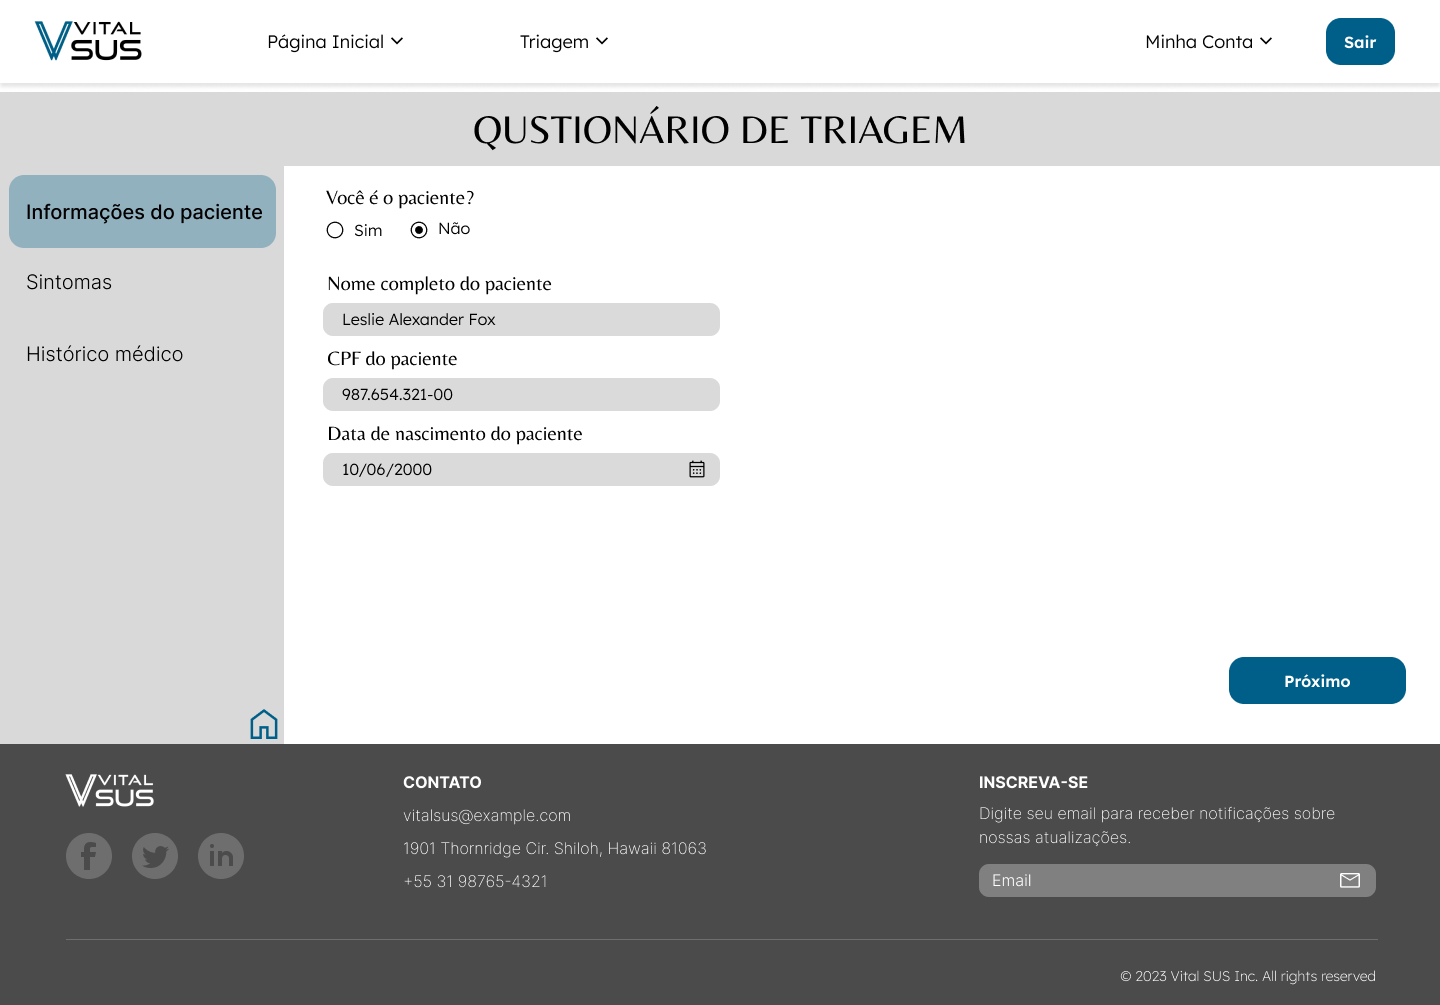 VITAL
SUS
Página Inicial
Triagem
Minha Conta
Sair
QUSTIONÁRIO DE TRIAGEM
Informações do paciente
Sintomas
Histórico médico
Você é o paciente?
Sim
Não
Nome completo do paciente
Leslie Alexander Fox
CPF do paciente
987.654.321-00
Data de nascimento do paciente
10/06/2000
Próximo
VITAL
SUS
CONTATO
vitalsus@example.com
1901 Thornridge Cir. Shiloh, Hawaii 81063
+55 31 98765-4321
INSCREVA-SE
Digite seu email para receber notificações sobre
nossas atualizações.
Email
© 2023 Vital SUS Inc. All rights reserved